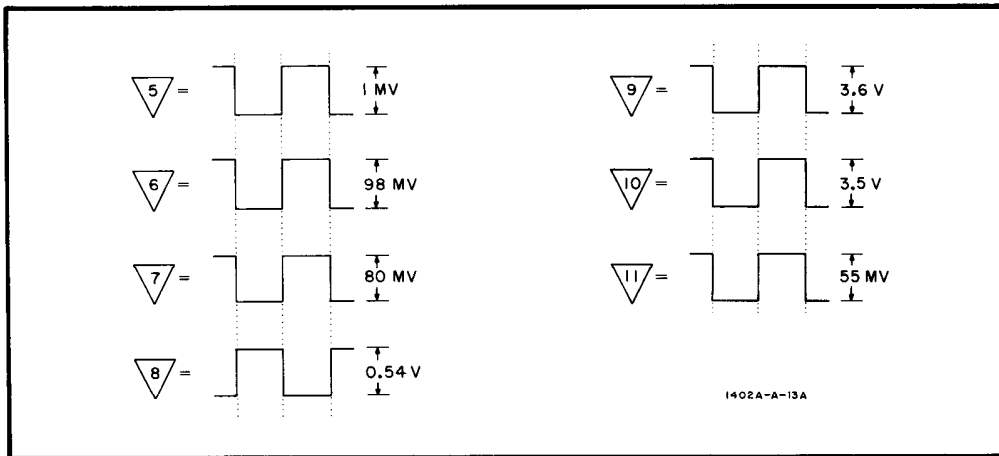 5 = 1 MV
6 = 98 MV
7 = 80 MV
8 = 0.54 V
9 = 3.6 V
10 = 3.5 V
11 = 55 MV
1402A-A-13A